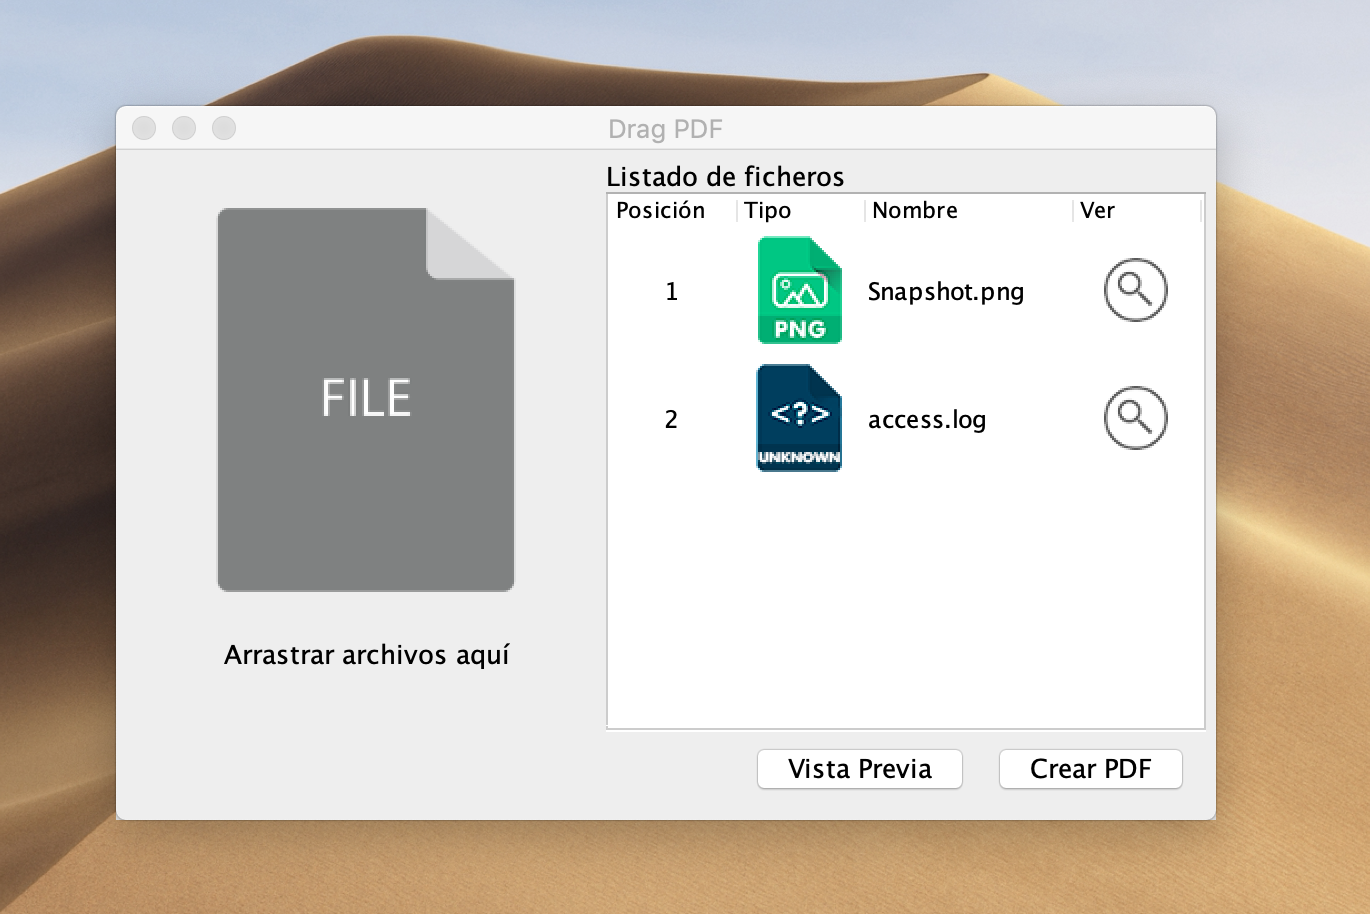 Drag PDF
FILE
Arrastrar archivos aquí
Listado de ficheros
Posición Tipo Nombre Ver
1 PNG Snapshot.png
2 <?> UNKNOWN access.log
Vista Previa Crear PDF